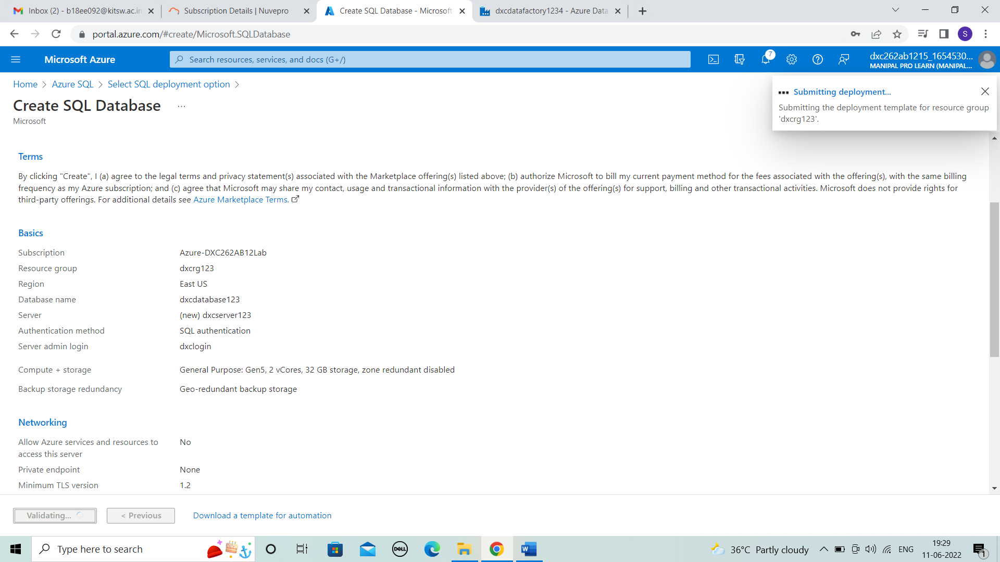 Inbox (2) - b18ee092@kitsw.ac.in
Subscription Details | Nuvepro
Create SQL Database - Microsoft
dxcdatafactory1234 - Azure Data
portal.azure.com/#create/Microsoft.SQLDatabase
S
Microsoft Azure
Search resources, services, and docs (G+/)
7
dxc262ab1215_1654530...
MANIPAL PRO LEARN (MANIPAL...
Home > Azure SQL > Select SQL deployment option >
Create SQL Database ...
Microsoft
Submitting deployment...
Submitting the deployment template for resource group
'dxcrg123'.
Terms
By clicking "Create", I (a) agree to the legal terms and privacy statement(s) associated with the Marketplace offering(s) listed above; (b) authorize Microsoft to bill my current payment method for the fees associated with the offering(s), with the same billing
frequency as my Azure subscription; and (c) agree that Microsoft may share my contact, usage and transactional information with the provider(s) of the offering(s) for support, billing and other transactional activities. Microsoft does not provide rights for
third-party offerings. For additional details see Azure Marketplace Terms.
Basics
Subscription Azure-DXC262AB12Lab
Resource group dxcrg123
Region East US
Database name dxcdatabase123
Server (new) dxcserver123
Authentication method SQL authentication
Server admin login dxclogin
Compute + storage General Purpose: Gen5, 2 vCores, 32 GB storage, zone redundant disabled
Backup storage redundancy Geo-redundant backup storage
Networking
Allow Azure services and resources to No
access this server
Private endpoint None
Minimum TLS version 1.2
Validating...
< Previous
Download a template for automation
Type here to search
DELL
W
36°C Partly cloudy
ENG
19:29
11-06-2022
1